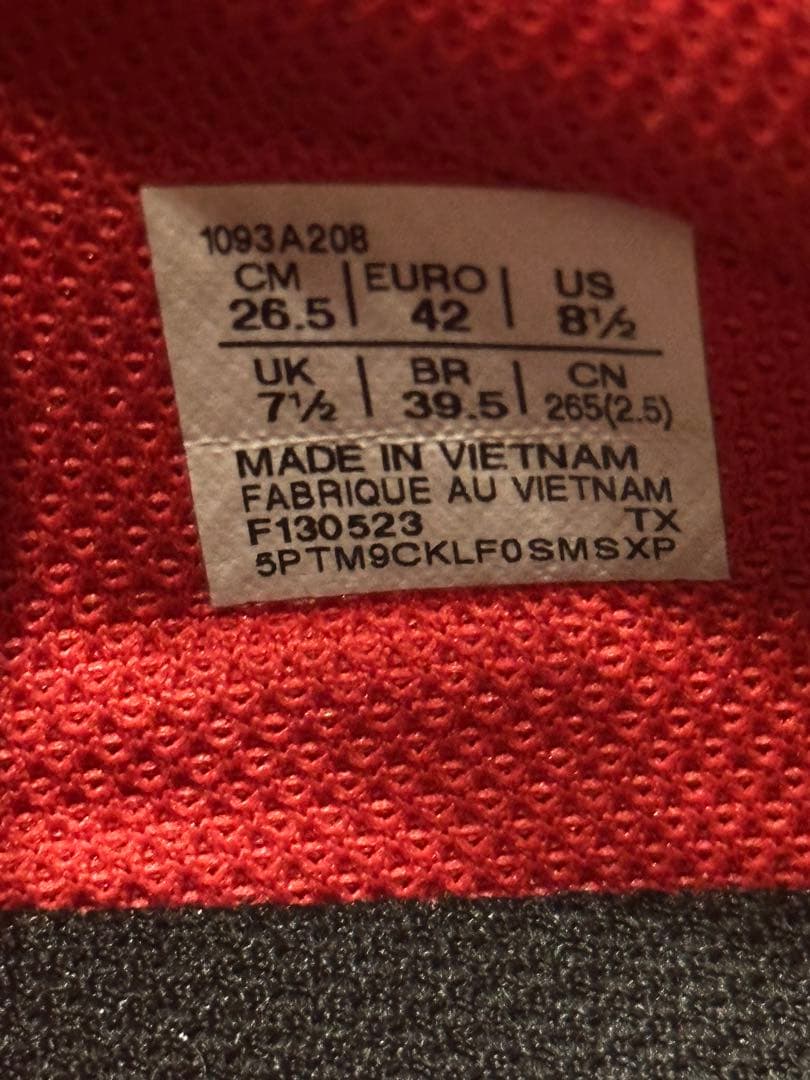 1093A208
CM | EURO | US
26.5 | 42 | 8½
UK | BR | CN
7½ | 39.5 | 265(2.5)
MADE IN VIETNAM
FABRIQUE AU VIETNAM
F130523 TX
5PTM9CKLF0SMSXP